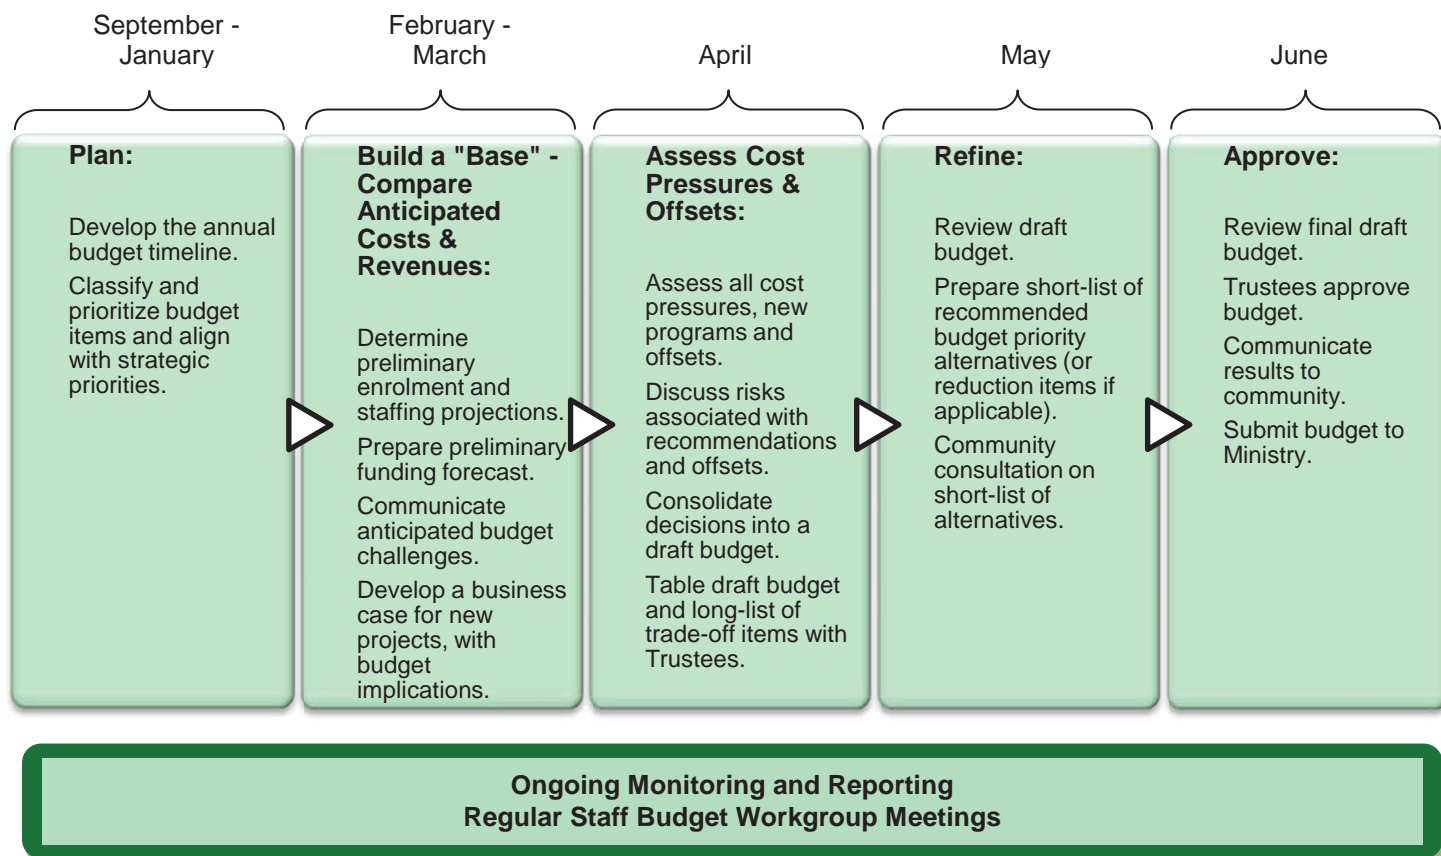 September -
January
February -
March
April
May
June
Plan:
Develop the annual
budget timeline.
Classify and
prioritize budget
items and align
with strategic
priorities.
Build a "Base" -
Compare
Anticipated
Costs &
Revenues:
Determine
preliminary
enrolment and
staffing projections.
Prepare preliminary
funding forecast.
Communicate
anticipated budget
challenges.
Develop a business
case for new
projects, with
budget
implications.
Assess Cost
Pressures &
Offsets:
Assess all cost
pressures, new
programs and
offsets.
Discuss risks
associated with
recommendations
and offsets.
Consolidate
decisions into a
draft budget.
Table draft budget
and long-list of
trade-off items with
Trustees.
Refine:
Review draft
budget.
Prepare short-list of
recommended
budget priority
alternatives (or
reduction items if
applicable).
Community
consultation on
short-list of
alternatives.
Approve:
Review final draft
budget.
Trustees approve
budget.
Communicate
results to
community.
Submit budget to
Ministry.
Ongoing Monitoring and Reporting
Regular Staff Budget Workgroup Meetings